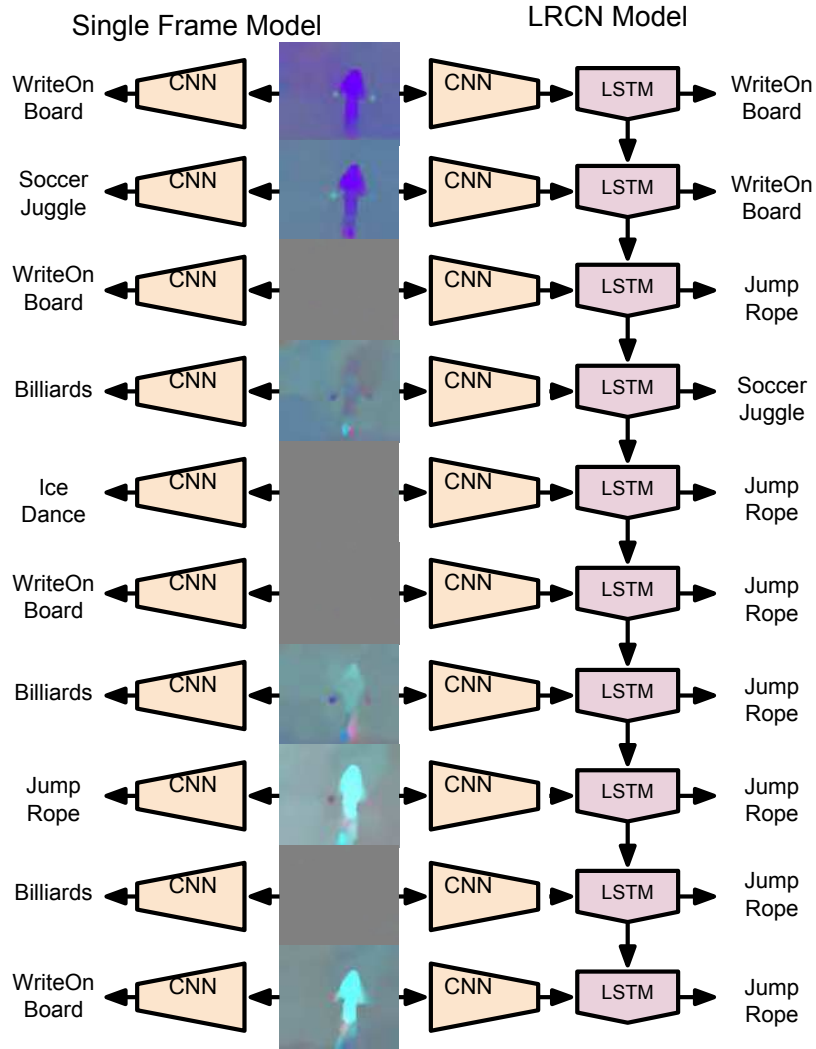 Single Frame Model
LRCN Model
WriteOn
Board
CNN
CNN
LSTM
WriteOn
Board
Soccer
Juggle
CNN
CNN
LSTM
WriteOn
Board
WriteOn
Board
CNN
CNN
LSTM
Jump
Rope
Billiards
CNN
CNN
LSTM
Soccer
Juggle
Ice
Dance
CNN
CNN
LSTM
Jump
Rope
WriteOn
Board
CNN
CNN
LSTM
Jump
Rope
Billiards
CNN
CNN
LSTM
Jump
Rope
Jump
Rope
CNN
CNN
LSTM
Jump
Rope
Billiards
CNN
CNN
LSTM
Jump
Rope
WriteOn
Board
CNN
CNN
LSTM
Jump
Rope